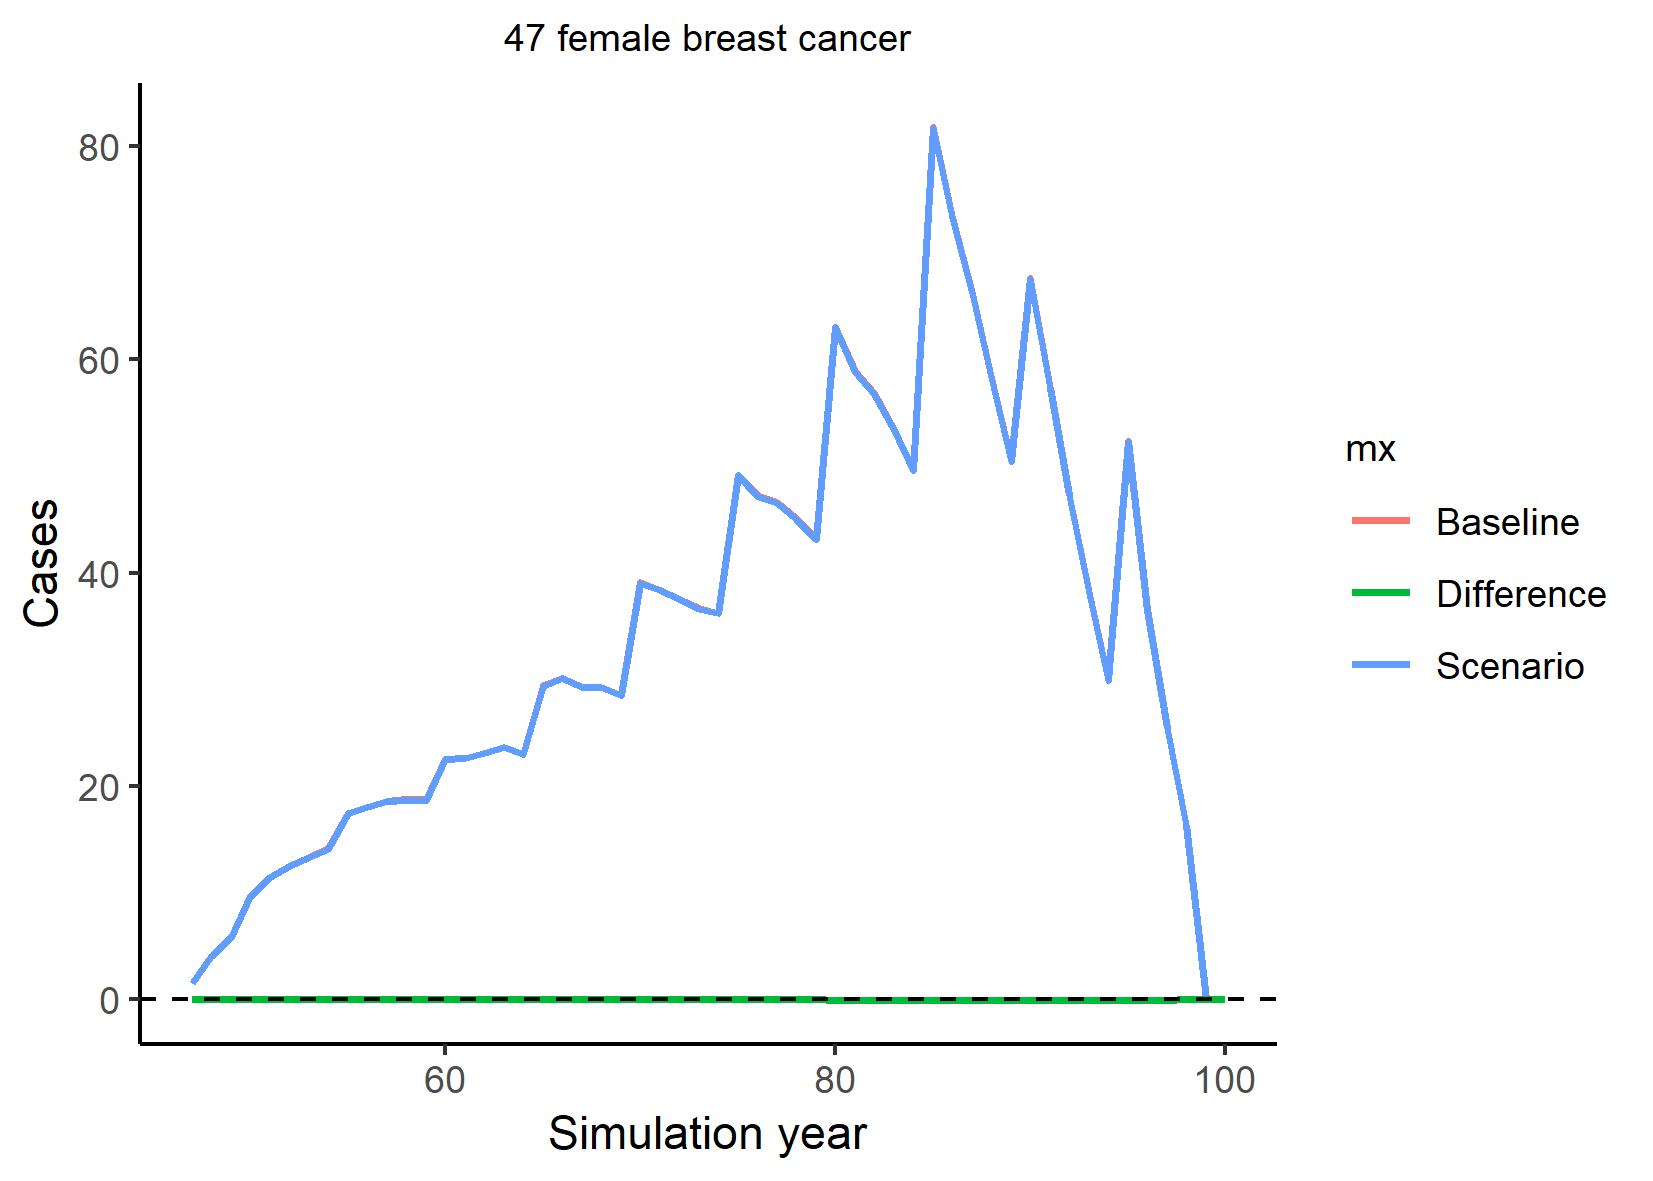 47 female breast cancer
80
60
40
20
0
Cases
60 80 100
Simulation year
mx
Baseline
Difference
Scenario